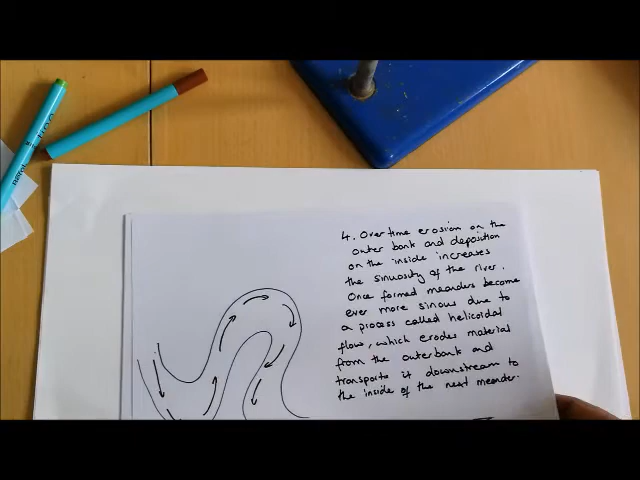 4. Over time erosion on the
outer bank and deposition
on the inside increases
the sinuosity of the river.
Once formed meanders become
ever more sinous due to
a process called helicoidal
flow, which erodes material
from the outerbank and
transports it downstream to
the inside of the next meander.
Berol